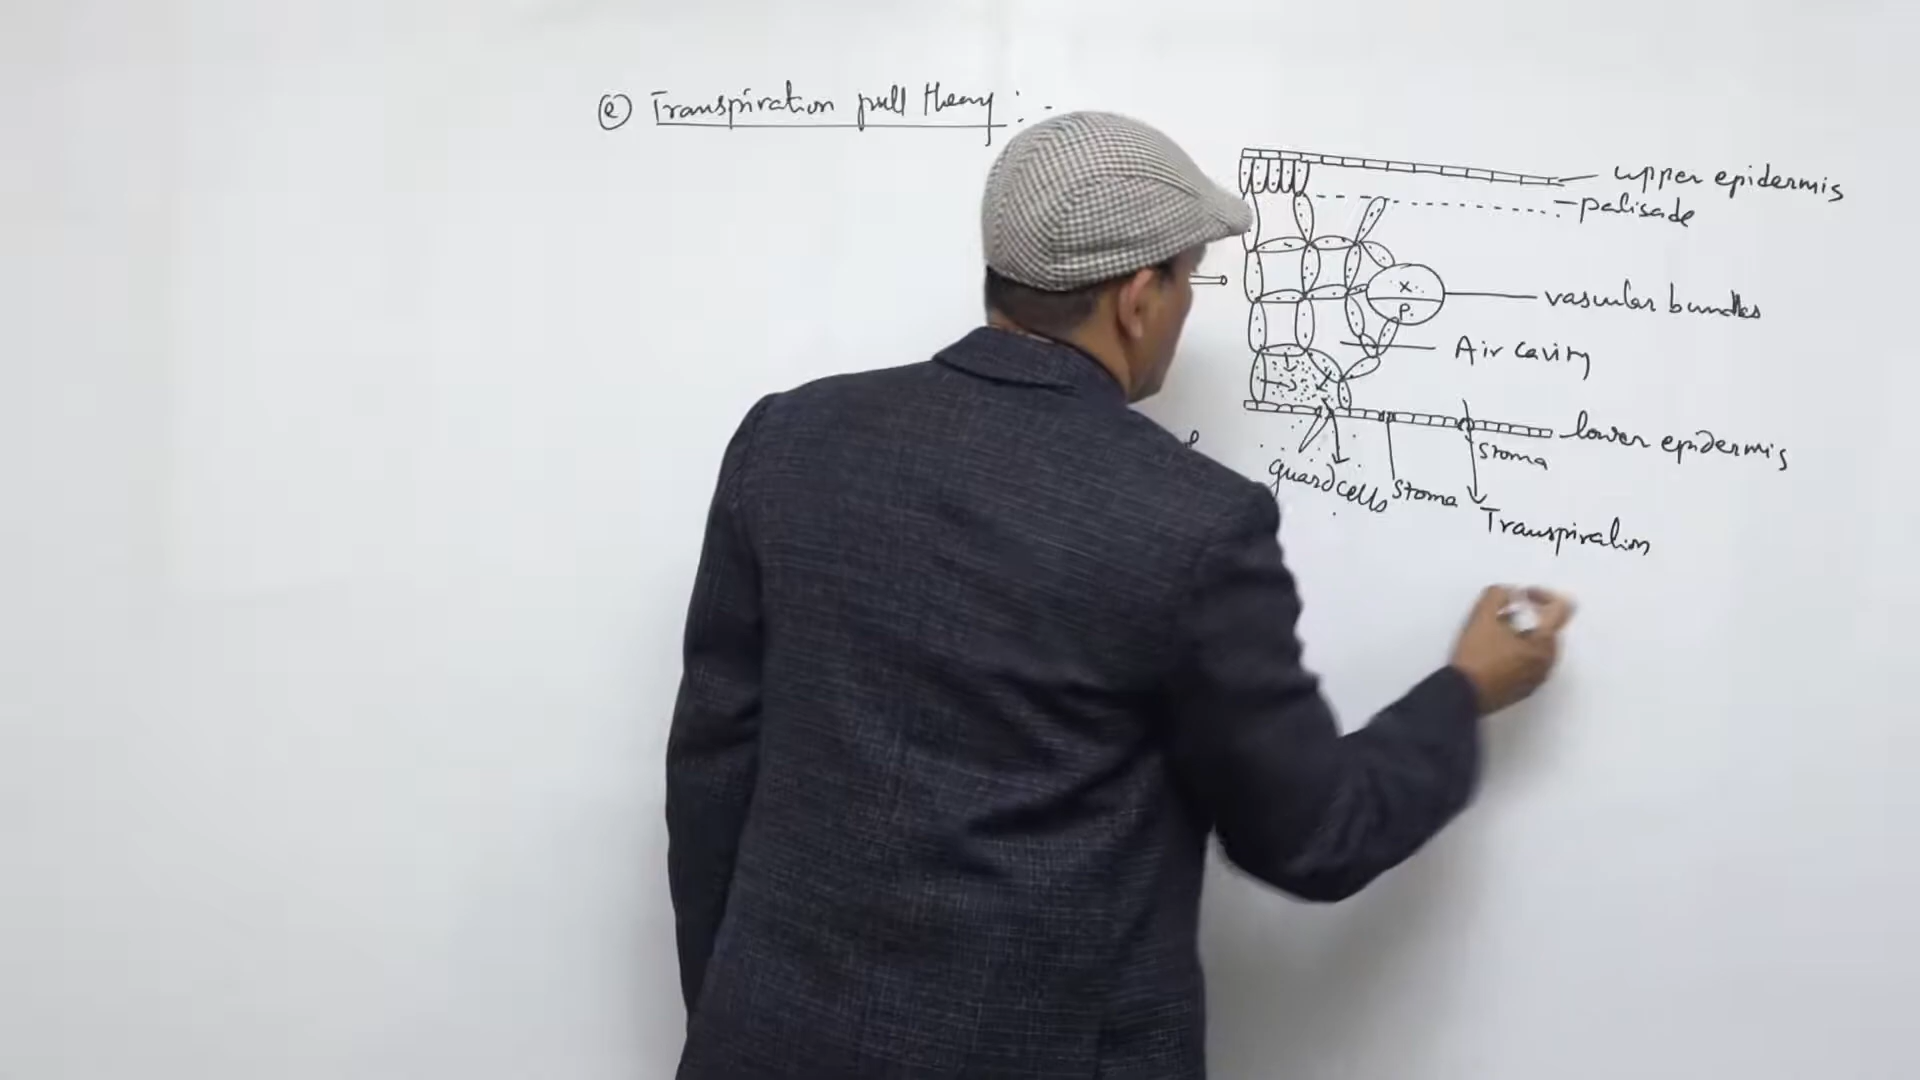 (e) Transpiration pull theory :-
upper epidermis
palisade
X
vascular bundles
P
Air cavity
lower epidermis
stoma
guard cells
stoma
Transpiration